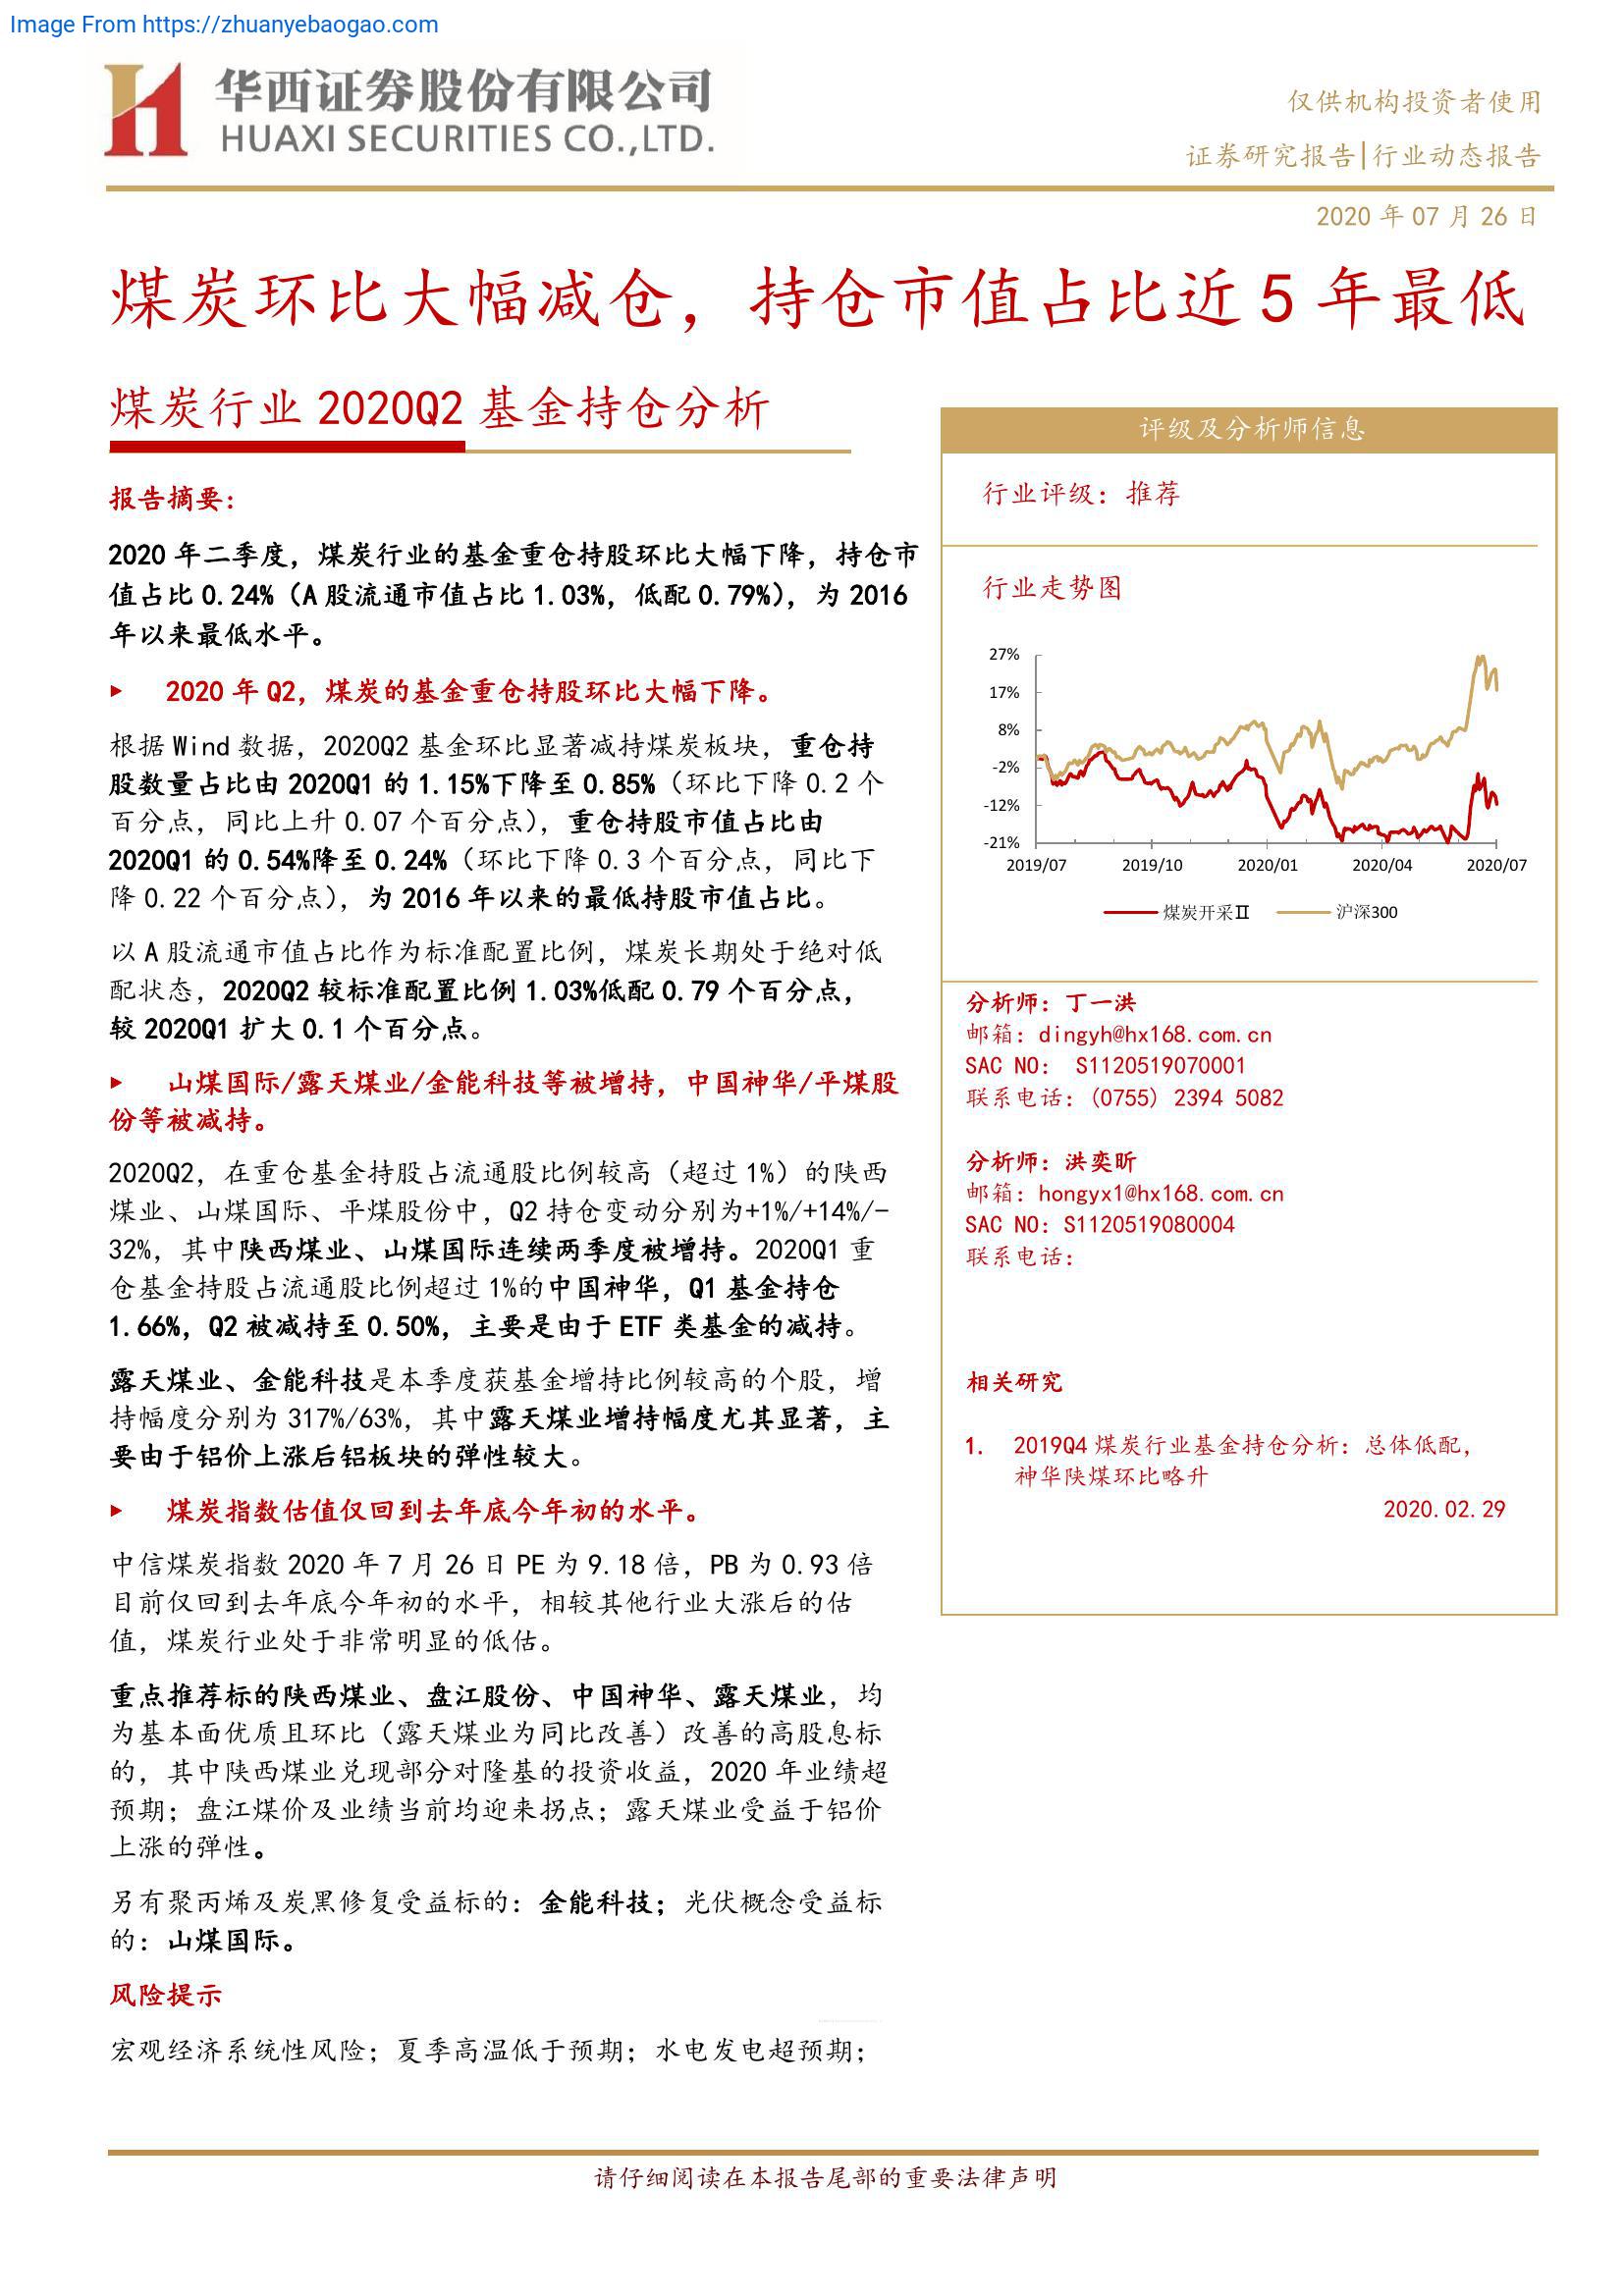 Image From https://zhuanyebaogao.com
华西证券股份有限公司
HUAXI SECURITIES CO.,LTD.
仅供机构投资者使用
证券研究报告|行业动态报告
2020 年 07 月 26 日
煤炭环比大幅减仓，持仓市值占比近 5 年最低
煤炭行业 2020Q2 基金持仓分析
报告摘要：
2020 年二季度，煤炭行业的基金重仓持股环比大幅下降，持仓市
值占比 0.24%（A 股流通市值占比 1.03%，低配 0.79%），为 2016
年以来最低水平。
► 2020 年 Q2，煤炭的基金重仓持股环比大幅下降。
根据 Wind 数据，2020Q2 基金环比显著减持煤炭板块，重仓持
股数量占比由 2020Q1 的 1.15%下降至 0.85%（环比下降 0.2 个
百分点，同比上升 0.07 个百分点），重仓持股市值占比由
2020Q1 的 0.54%降至 0.24%（环比下降 0.3 个百分点，同比下
降 0.22 个百分点），为 2016 年以来的最低持股市值占比。
以 A 股流通市值占比作为标准配置比例，煤炭长期处于绝对低
配状态，2020Q2 较标准配置比例 1.03%低配 0.79 个百分点，
较 2020Q1 扩大 0.1 个百分点。
► 山煤国际/露天煤业/金能科技等被增持，中国神华/平煤股
份等被减持。
2020Q2，在重仓基金持股占流通股比例较高（超过 1%）的陕西
煤业、山煤国际、平煤股份中，Q2 持仓变动分别为+1%/+14%/-
32%，其中陕西煤业、山煤国际连续两季度被增持。2020Q1 重
仓基金持股占流通股比例超过 1%的中国神华，Q1 基金持仓
1.66%，Q2 被减持至 0.50%，主要是由于 ETF 类基金的减持。
露天煤业、金能科技是本季度获基金增持比例较高的个股，增
持幅度分别为 317%/63%，其中露天煤业增持幅度尤其显著，主
要由于铝价上涨后铝板块的弹性较大。
► 煤炭指数估值仅回到去年底今年初的水平。
中信煤炭指数 2020 年 7 月 26 日 PE 为 9.18 倍，PB 为 0.93 倍
目前仅回到去年底今年初的水平，相较其他行业大涨后的估
值，煤炭行业处于非常明显的低估。
重点推荐标的陕西煤业、盘江股份、中国神华、露天煤业，均
为基本面优质且环比（露天煤业为同比改善）改善的高股息标
的，其中陕西煤业兑现部分对隆基的投资收益，2020 年业绩超
预期；盘江煤价及业绩当前均迎来拐点；露天煤业受益于铝价
上涨的弹性。
另有聚丙烯及炭黑修复受益标的：金能科技；光伏概念受益标
的：山煤国际。
风险提示
宏观经济系统性风险；夏季高温低于预期；水电发电超预期；
评级及分析师信息
行业评级：推荐
行业走势图
27%
17%
8%
-2%
-12%
-21%
2019/07 2019/10 2020/01 2020/04 2020/07
煤炭开采Ⅱ 沪深300
分析师：丁一洪
邮箱：dingyh@hx168.com.cn
SAC NO： S1120519070001
联系电话：(0755) 2394 5082
分析师：洪奕昕
邮箱：hongyx1@hx168.com.cn
SAC NO：S1120519080004
联系电话：
相关研究
1. 2019Q4 煤炭行业基金持仓分析：总体低配，
神华陕煤环比略升
2020.02.29
请仔细阅读在本报告尾部的重要法律声明